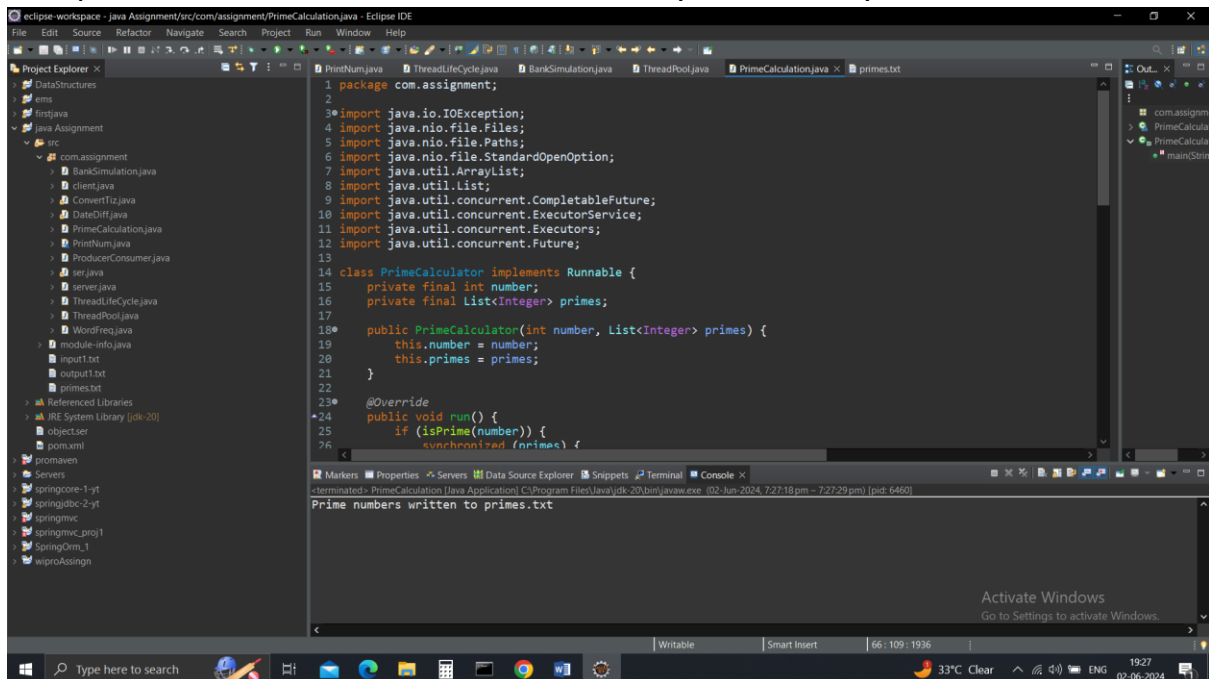 eclipse-workspace - java Assignment/src/com/assignment/PrimeCalculation.java - Eclipse IDE
File Edit Source Refactor Navigate Search Project Run Window Help
Project Explorer
DataStructures
ems
firstjava
java Assignment
src
com.assignment
BankSimulation.java
client.java
ConvertTiz.java
DateDiff.java
PrimeCalculation.java
PrintNum.java
ProducerConsumer.java
ser.java
server.java
ThreadLifeCycle.java
ThreadPool.java
WordFreq.java
module-info.java
input1.txt
output1.txt
primes.txt
Referenced Libraries
JRE System Library [jdk-20]
object.ser
pom.xml
promaven
Servers
springcore-1-yt
springjdbc-2-yt
springmvc
springmvc_proj1
SpringOrm_1
wiproAssingn
PrintNum.java ThreadLifeCycle.java BankSimulation.java ThreadPool.java PrimeCalculation.java primes.txt
1 package com.assignment;
2
3 import java.io.IOException;
4 import java.nio.file.Files;
5 import java.nio.file.Paths;
6 import java.nio.file.StandardOpenOption;
7 import java.util.ArrayList;
8 import java.util.List;
9 import java.util.concurrent.CompletableFuture;
10 import java.util.concurrent.ExecutorService;
11 import java.util.concurrent.Executors;
12 import java.util.concurrent.Future;
13
14 class PrimeCalculator implements Runnable {
15 private final int number;
16 private final List<Integer> primes;
17
18 public PrimeCalculator(int number, List<Integer> primes) {
19 this.number = number;
20 this.primes = primes;
21 }
22
23 @Override
24 public void run() {
25 if (isPrime(number)) {
26 synchronized (primes) {
Out...
com.assignm
PrimeCalcula
PrimeCalcula
main(Strin
Markers Properties Servers Data Source Explorer Snippets Terminal Console
<terminated> PrimeCalculation [Java Application] C:\Program Files\Java\jdk-20\bin\javaw.exe (02-Jun-2024, 7:27:18 pm – 7:27:29 pm) [pid: 6460]
Prime numbers written to primes.txt
Activate Windows
Go to Settings to activate Windows.
Writable Smart Insert 66 : 109 : 1936
Type here to search
33°C Clear ENG
19:27
02-06-2024